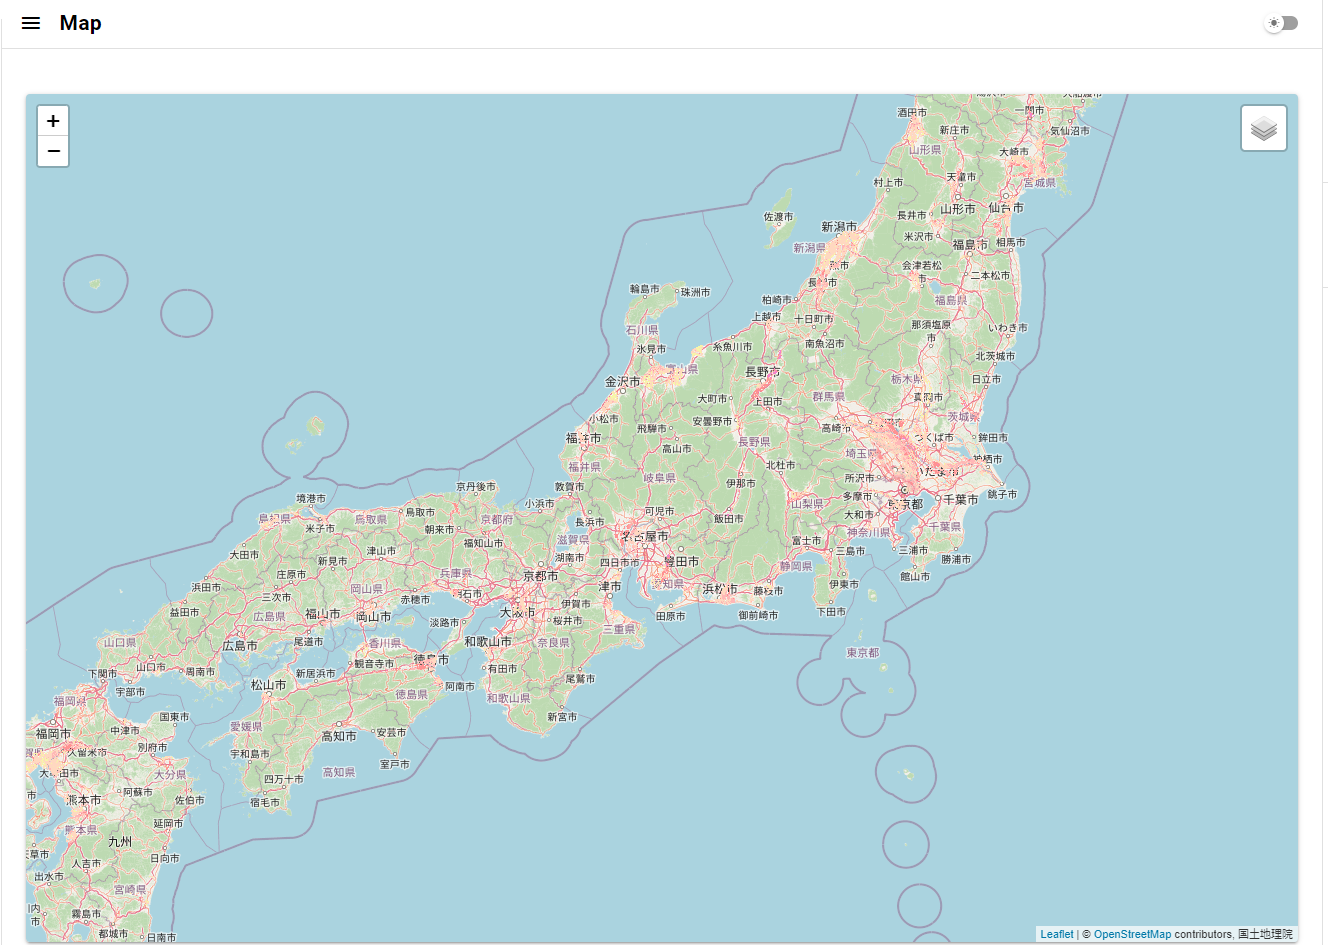 Map
+
−
酒田市
一関市
新庄市
気仙沼市
山形県
大崎市
村上市
天童市
宮城県
佐渡市
長井市
山形市
仙台市
新潟市
米沢市
福島市
相馬市
新潟県
会津若松
市
二本松市
輪島市
珠洲市
柏崎市
福島県
上越市
十日町市
那須塩原
市
いわき市
石川県
南魚沼市
氷見市
糸魚川市
北茨城市
富山県
長野市
栃木県
日立市
金沢市
大町市
上田市
群馬県
真岡市
小松市
安曇野市
茨城県
飛騨市
高崎市
福井市
長野県
つくば市
鉾田市
高山市
埼玉県
神栖市
福井県
北杜市
岐阜県
所沢市
さいたま市
京丹後市
敦賀市
伊那市
多摩市
銚子市
境港市
小浜市
山梨県
東京都
千葉市
鳥取市
可児市
大和市
島根県
鳥取県
京都府
長浜市
飯田市
千葉県
米子市
朝来市
名古屋市
神奈川県
福知山市
滋賀県
富士市
三島市
三浦市
大田市
津山市
湖南市
四日市市
豊田市
静岡県
勝浦市
新見市
庄原市
兵庫県
京都市
館山市
浜田市
岡山県
津市
愛知県
浜松市
藤枝市
伊東市
三次市
赤穂市
明石市
伊賀市
益田市
広島県
福山市
岡山市
大阪市
田原市
御前崎市
下田市
淡路市
桜井市
三重県
山口県
広島市
尾道市
香川県
和歌山市
奈良県
東京都
山口市
観音寺市
徳島市
有田市
下関市
周南市
新居浜市
尾鷲市
宇部市
松山市
徳島県
阿南市
和歌山県
福岡県
国東市
新宮市
愛媛県
福岡市
中津市
高知市
安芸市
久留米市
別府市
宇和島市
室戸市
大牟田市
大分県
四万十市
高知県
阿蘇市
熊本市
佐伯市
宿毛市
延岡市
熊本県
九州
天草市
日向市
人吉市
出水市
宮崎県
霧島市
市
都城市
日南市
Leaflet | © OpenStreetMap contributors, 国土地理院